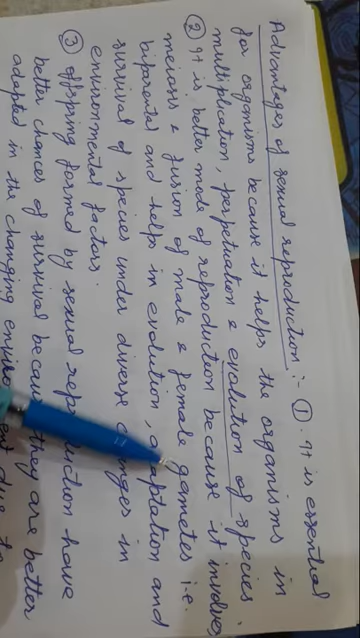 Advantages of sexual reproduction :- ① . It is essential
for organisms because it helps the organisms in
multiplication, perpetuation & evolution of species
② It is better mode of reproduction because it involves
meiosis & fusion of male & female gametes i.e.
biparental and helps in evolution, adaptation and
survival of species under diverse changes in
environmental factors.
③ offspring formed by sexual reproduction have
better chances of survival because they are better
adapted in the changing environment due to